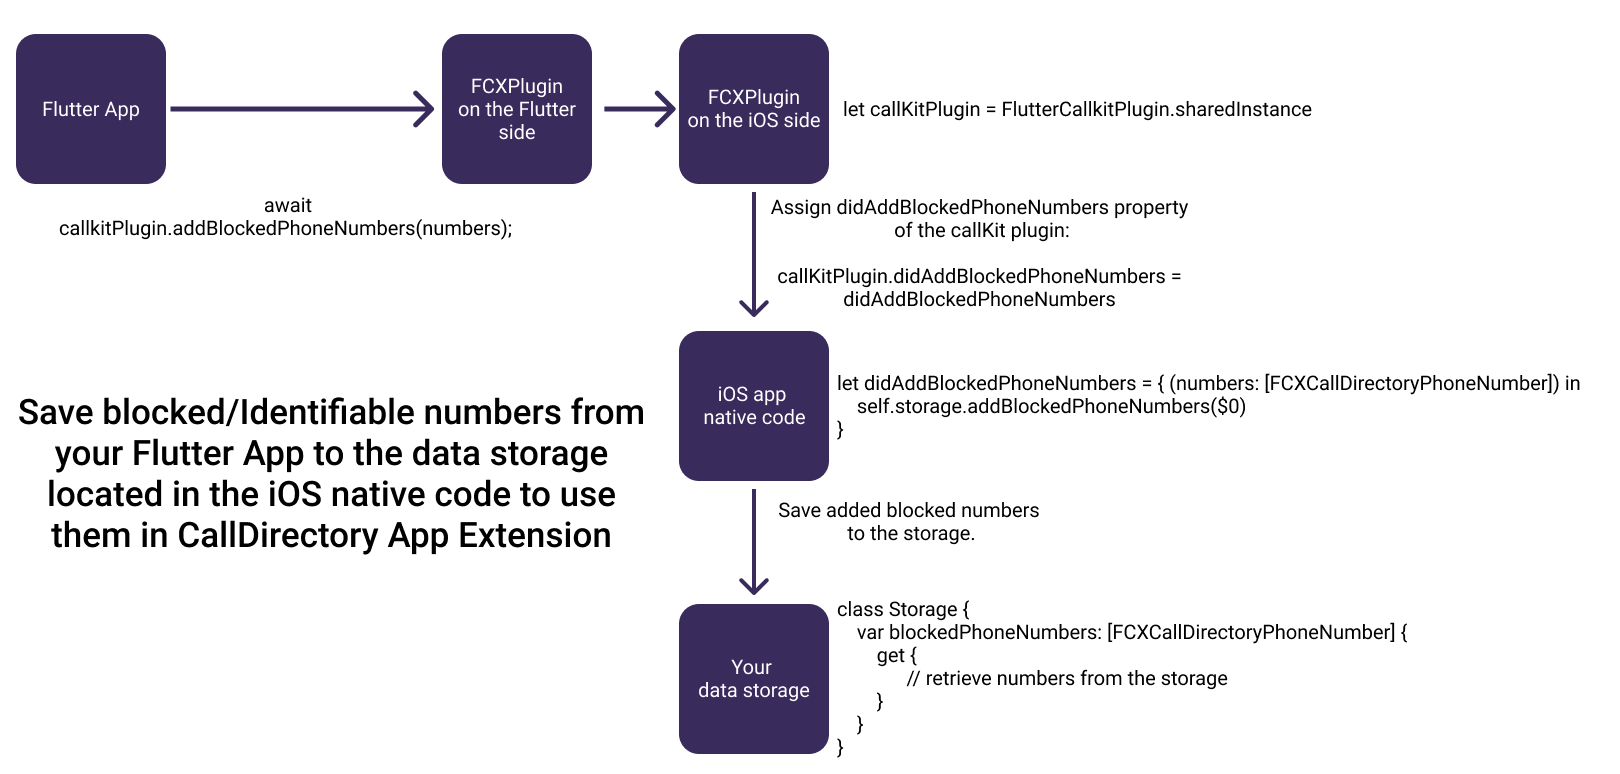 Flutter App
FCXPlugin
on the Flutter
side
FCXPlugin
on the iOS side
let callKitPlugin = FlutterCallkitPlugin.sharedInstance
await
callkitPlugin.addBlockedPhoneNumbers(numbers);
Assign didAddBlockedPhoneNumbers property
of the callKit plugin:
callKitPlugin.didAddBlockedPhoneNumbers =
didAddBlockedPhoneNumbers
iOS app
native code
let didAddBlockedPhoneNumbers = { (numbers: [FCXCallDirectoryPhoneNumber]) in
self.storage.addBlockedPhoneNumbers($0)
}
Save blocked/Identifiable numbers from
your Flutter App to the data storage
located in the iOS native code to use
them in CallDirectory App Extension
Save added blocked numbers
to the storage.
Your
data storage
class Storage {
var blockedPhoneNumbers: [FCXCallDirectoryPhoneNumber] {
get {
// retrieve numbers from the storage
}
}
}